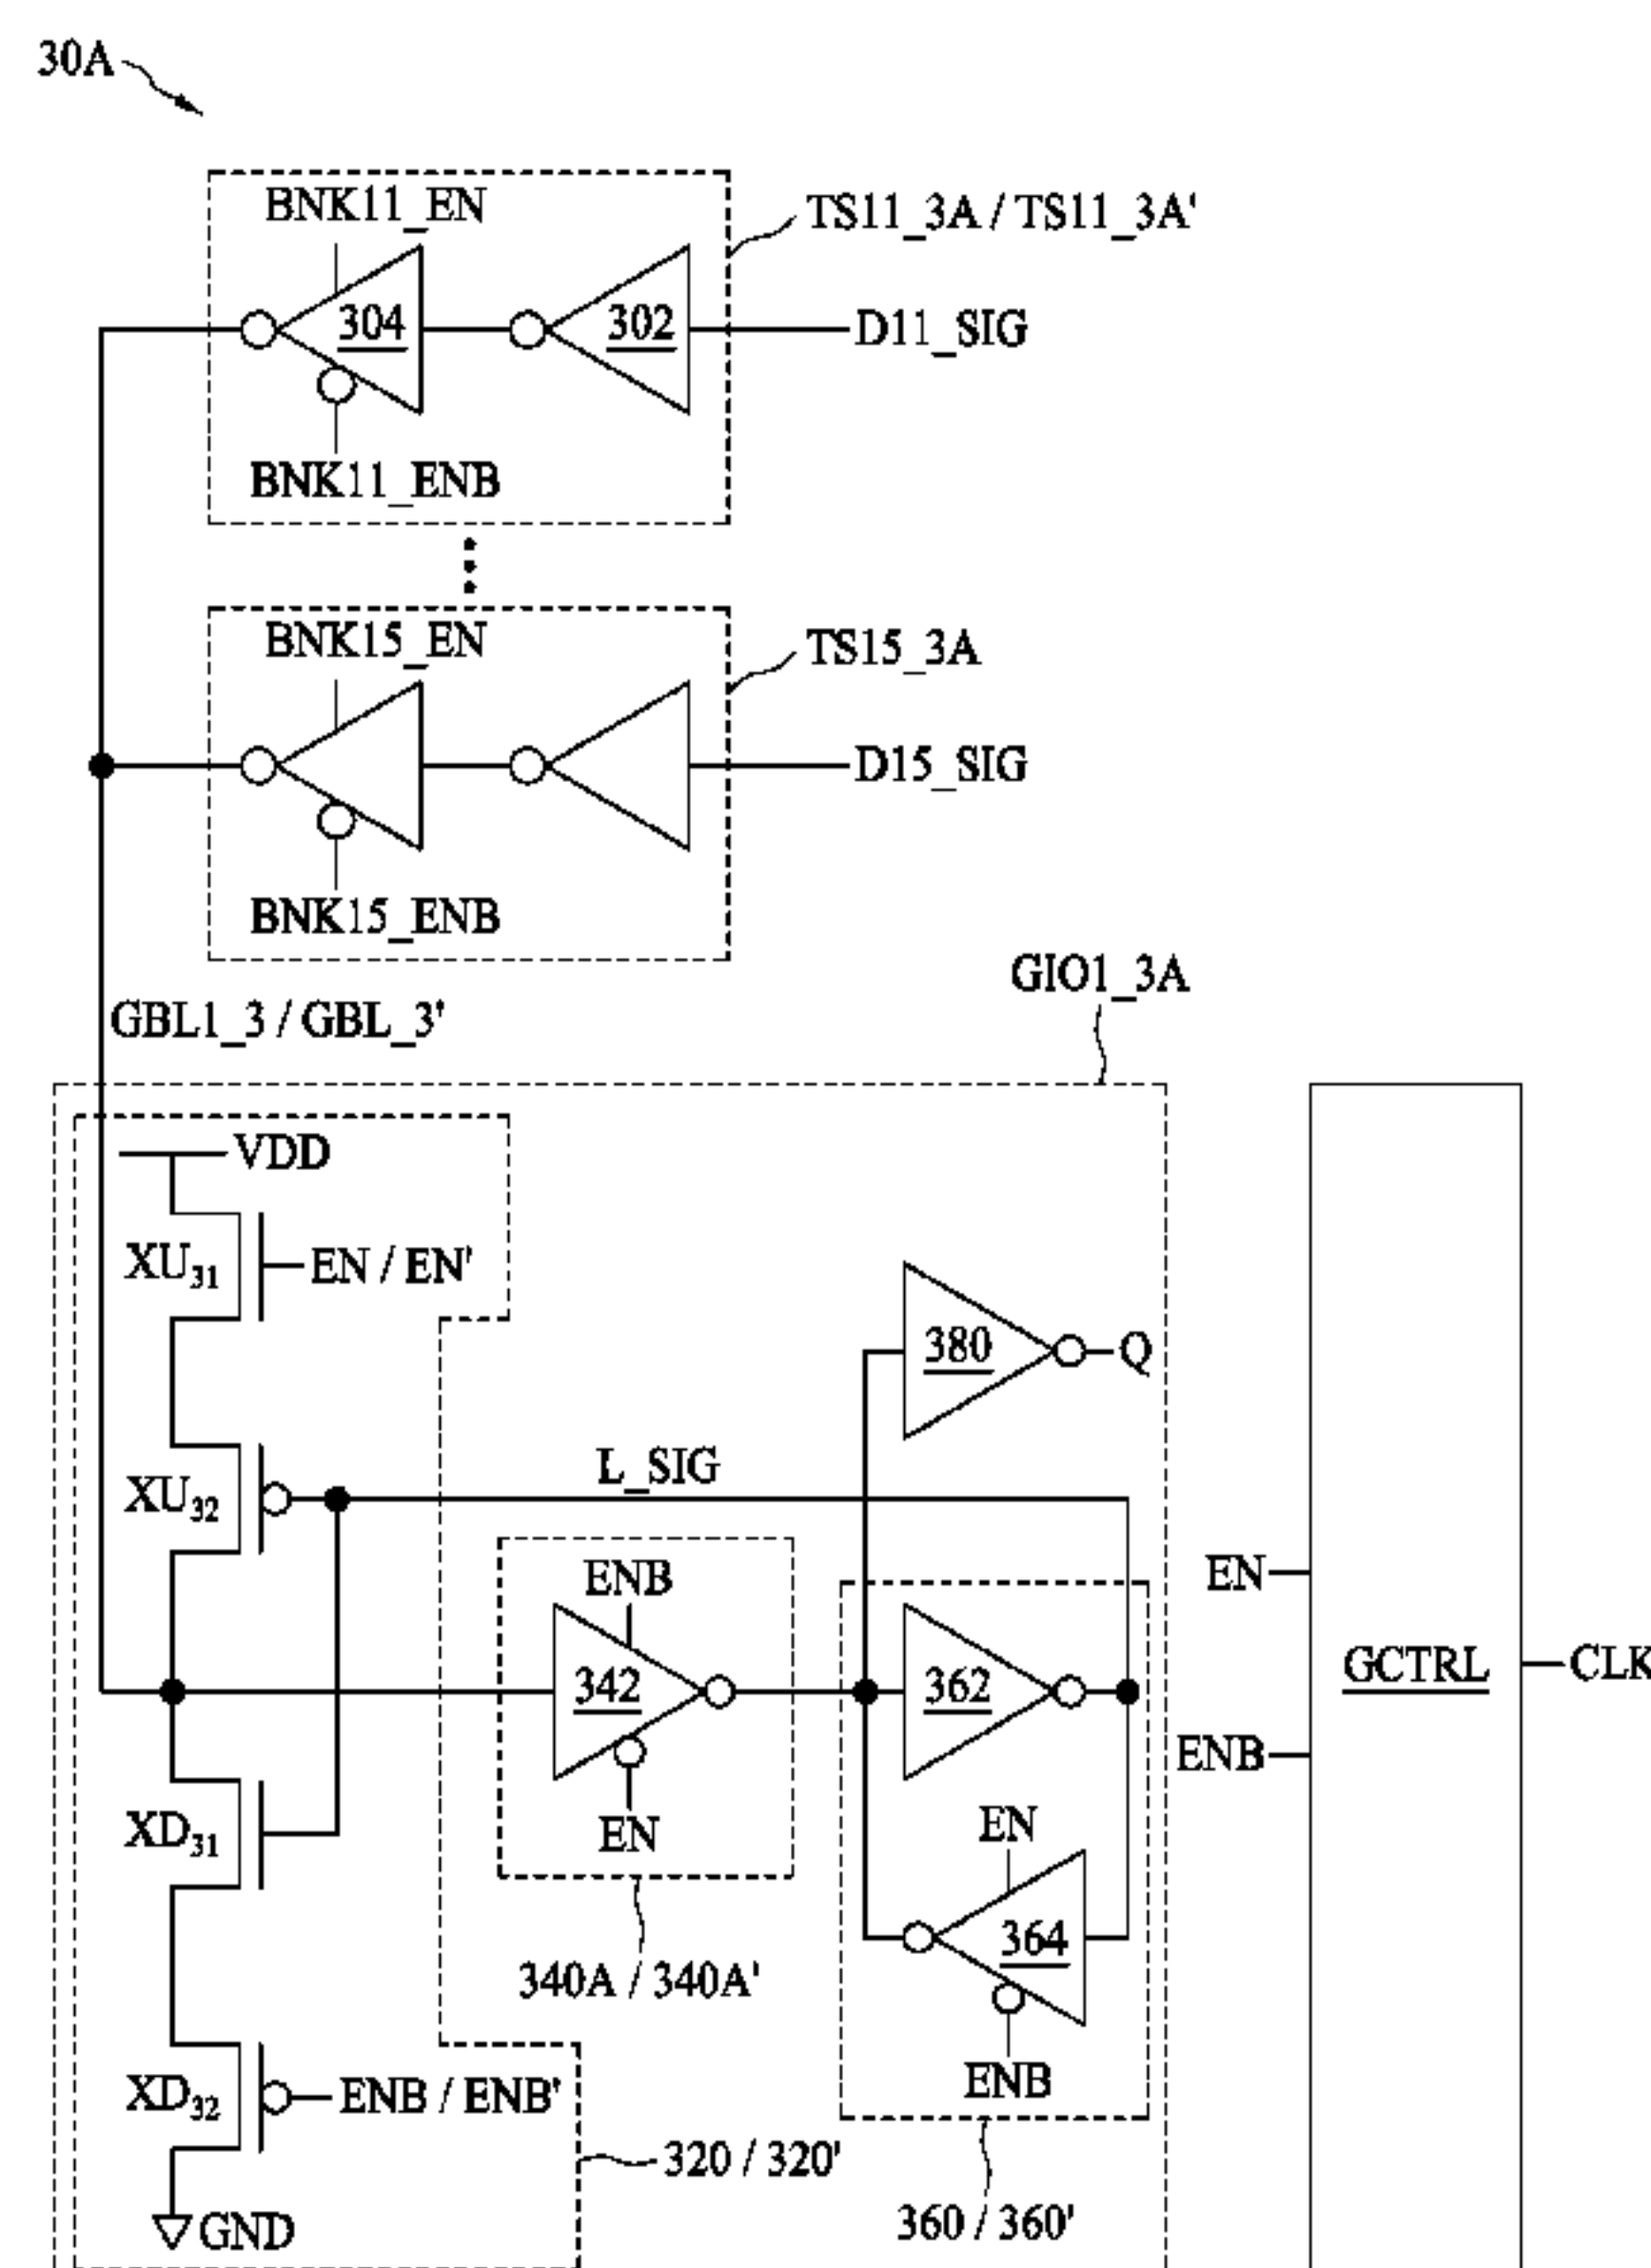 30A
BNK11_EN
TS11_3A / TS11_3A'
304
302
D11_SIG
BNK11_ENB
BNK15_EN
TS15_3A
D15_SIG
BNK15_ENB
GIO1_3A
GBL1_3 / GBL_3'
VDD
XU31
EN / EN'
380
Q
L_SIG
XU32
ENB
EN
342
362
GCTRL
CLK
ENB
XD31
EN
EN
364
340A / 340A'
ENB
XD32
ENB / ENB'
320 / 320'
360 / 360'
GND